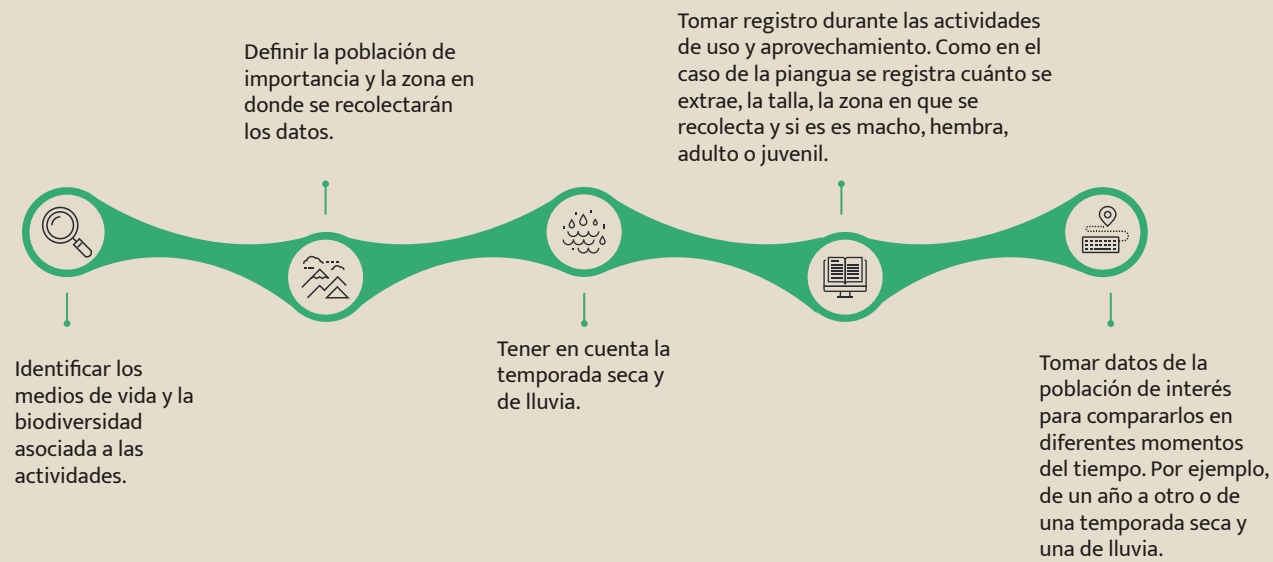 Identificar los
medios de vida y la
biodiversidad
asociada a las
actividades.
Definir la población de
importancia y la zona en
donde se recolectarán
los datos.
Tener en cuenta la
temporada seca y
de lluvia.
Tomar registro durante las actividades
de uso y aprovechamiento. Como en el
caso de la piangua se registra cuánto se
extrae, la talla, la zona en que se
recolecta y si es es macho, hembra,
adulto o juvenil.
Tomar datos de la
población de interés
para compararlos en
diferentes momentos
del tiempo. Por ejemplo,
de un año a otro o de
una temporada seca y
una de lluvia.